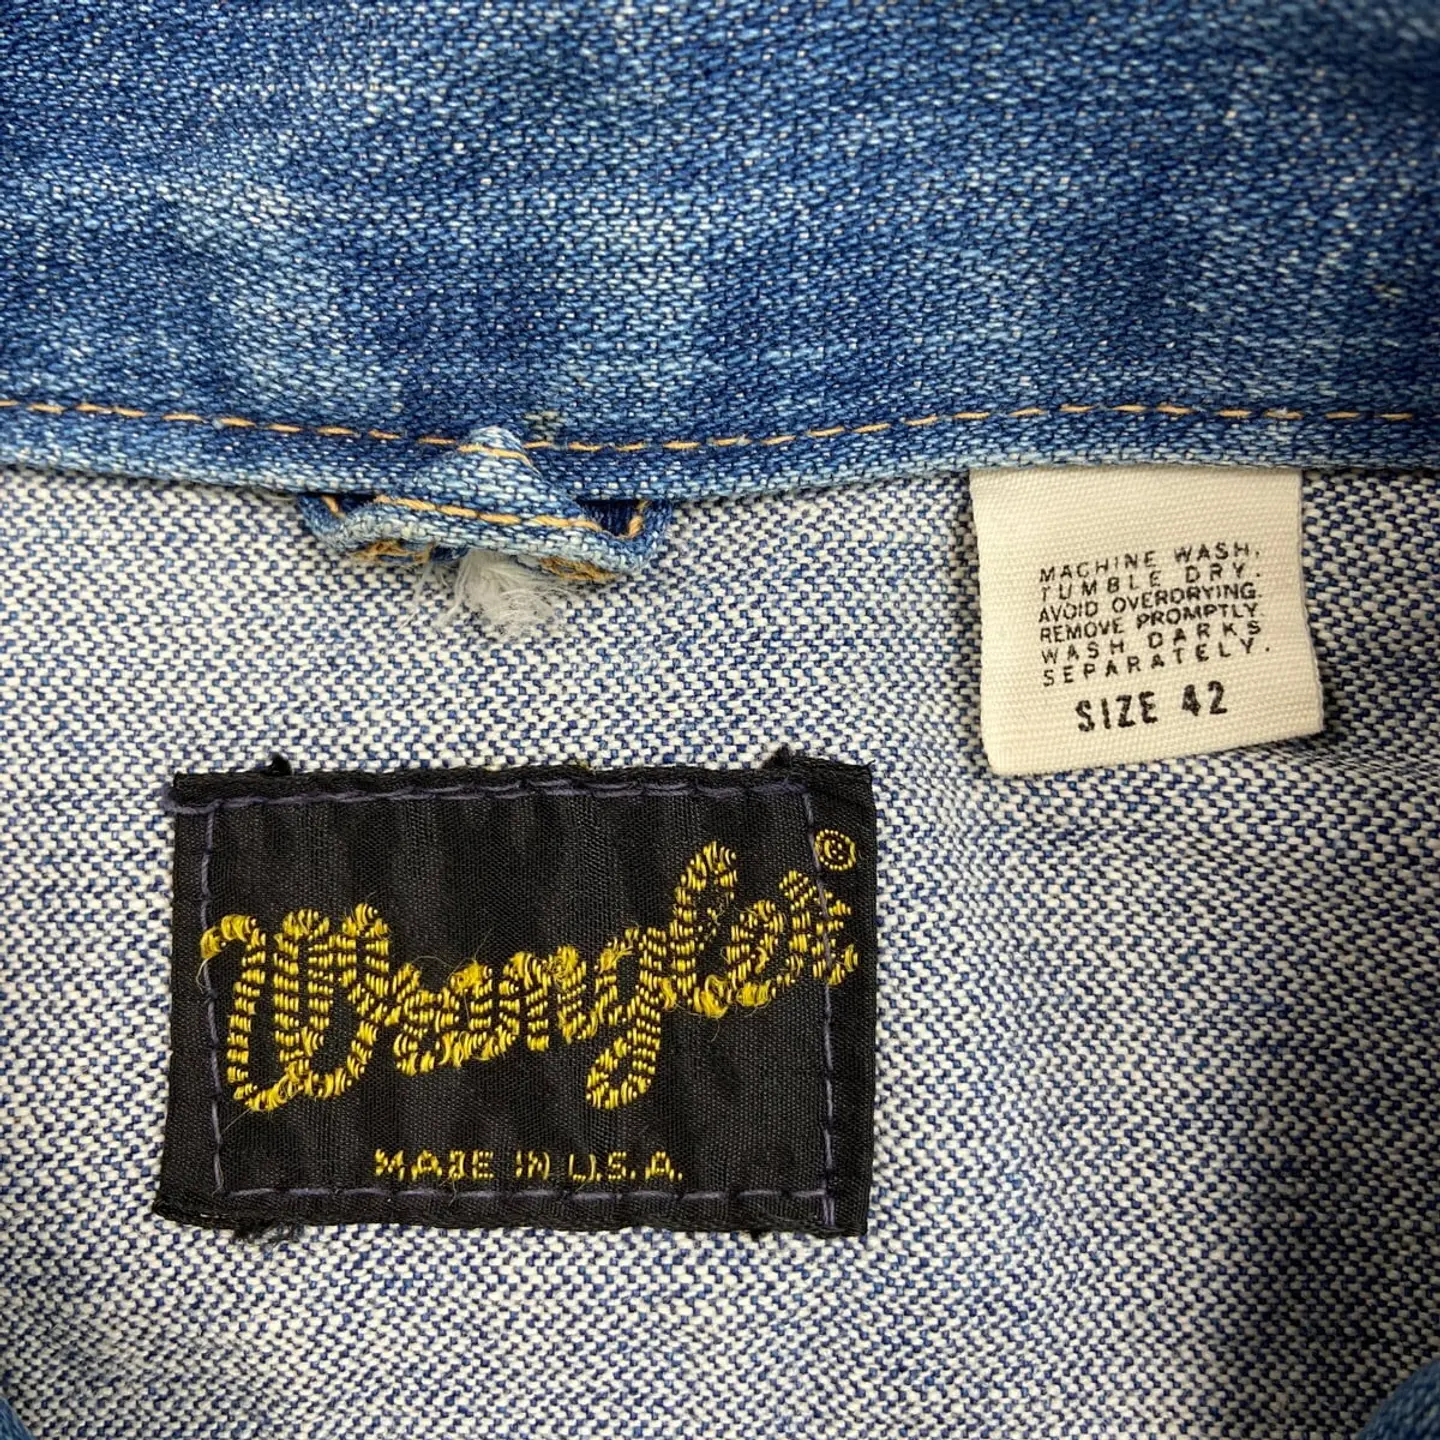 MACHINE WASH.
TUMBLE DRY.
AVOID OVERDRYING.
REMOVE PROMPTLY.
WASH DARKS
SEPARATELY.
SIZE 42
Wrangler®
MADE IN U.S.A.